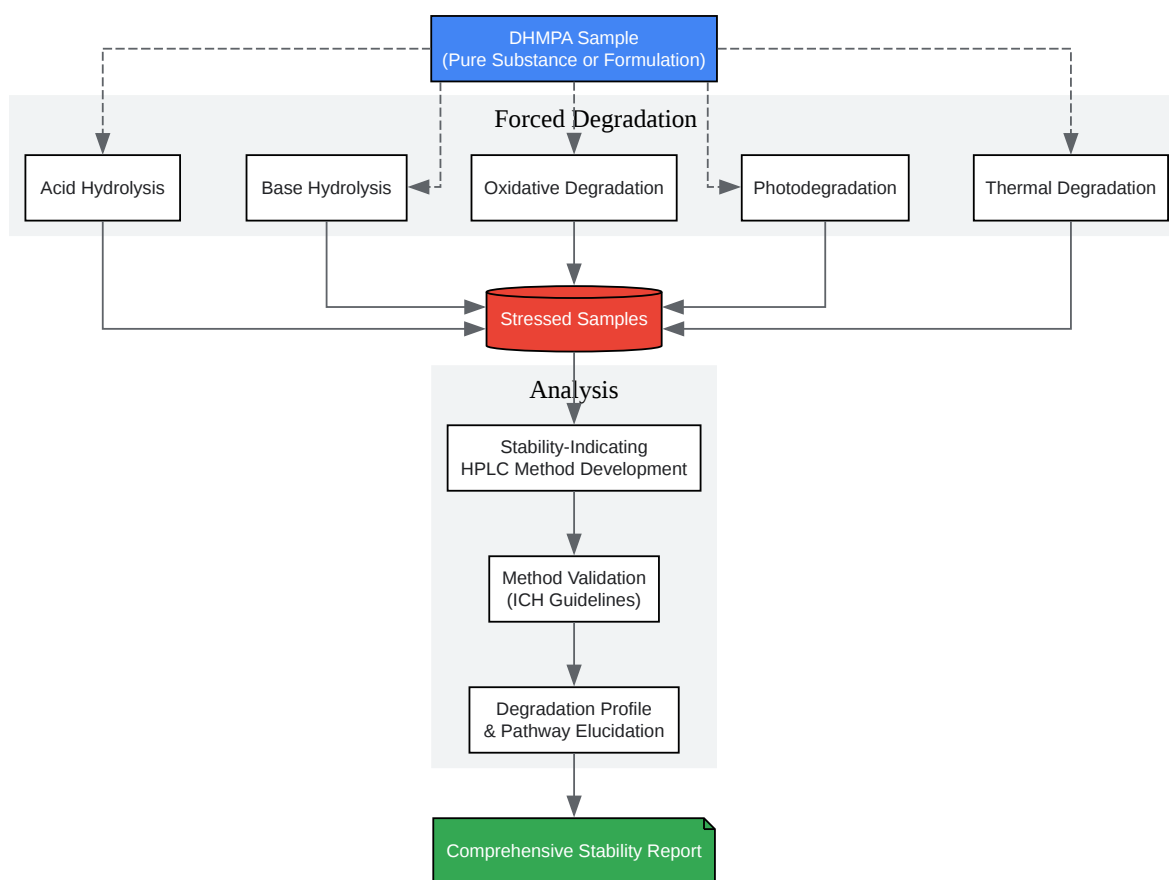 DHMPA Sample
(Pure Substance or Formulation)
Forced Degradation
Acid Hydrolysis
Base Hydrolysis
Oxidative Degradation
Photodegradation
Thermal Degradation
Stressed Samples
Analysis
Stability-Indicating
HPLC Method Development
Method Validation
(ICH Guidelines)
Degradation Profile
& Pathway Elucidation
Comprehensive Stability Report